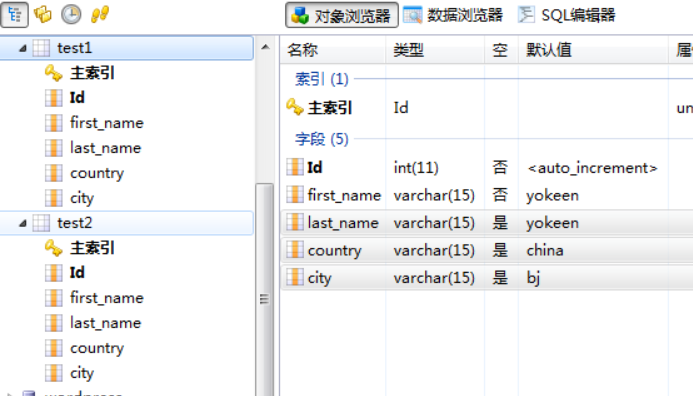 对象浏览器 数据浏览器 SQL编辑器
test1
主索引
Id
first_name
last_name
country
city
test2
主索引
Id
first_name
last_name
country
city
名称 类型 空 默认值
索引 (1)
主索引 Id un
字段 (5)
Id int(11) 否 <auto_increment>
first_name varchar(15) 否 yokeen
last_name varchar(15) 是 yokeen
country varchar(15) 是 china
city varchar(15) 是 bj